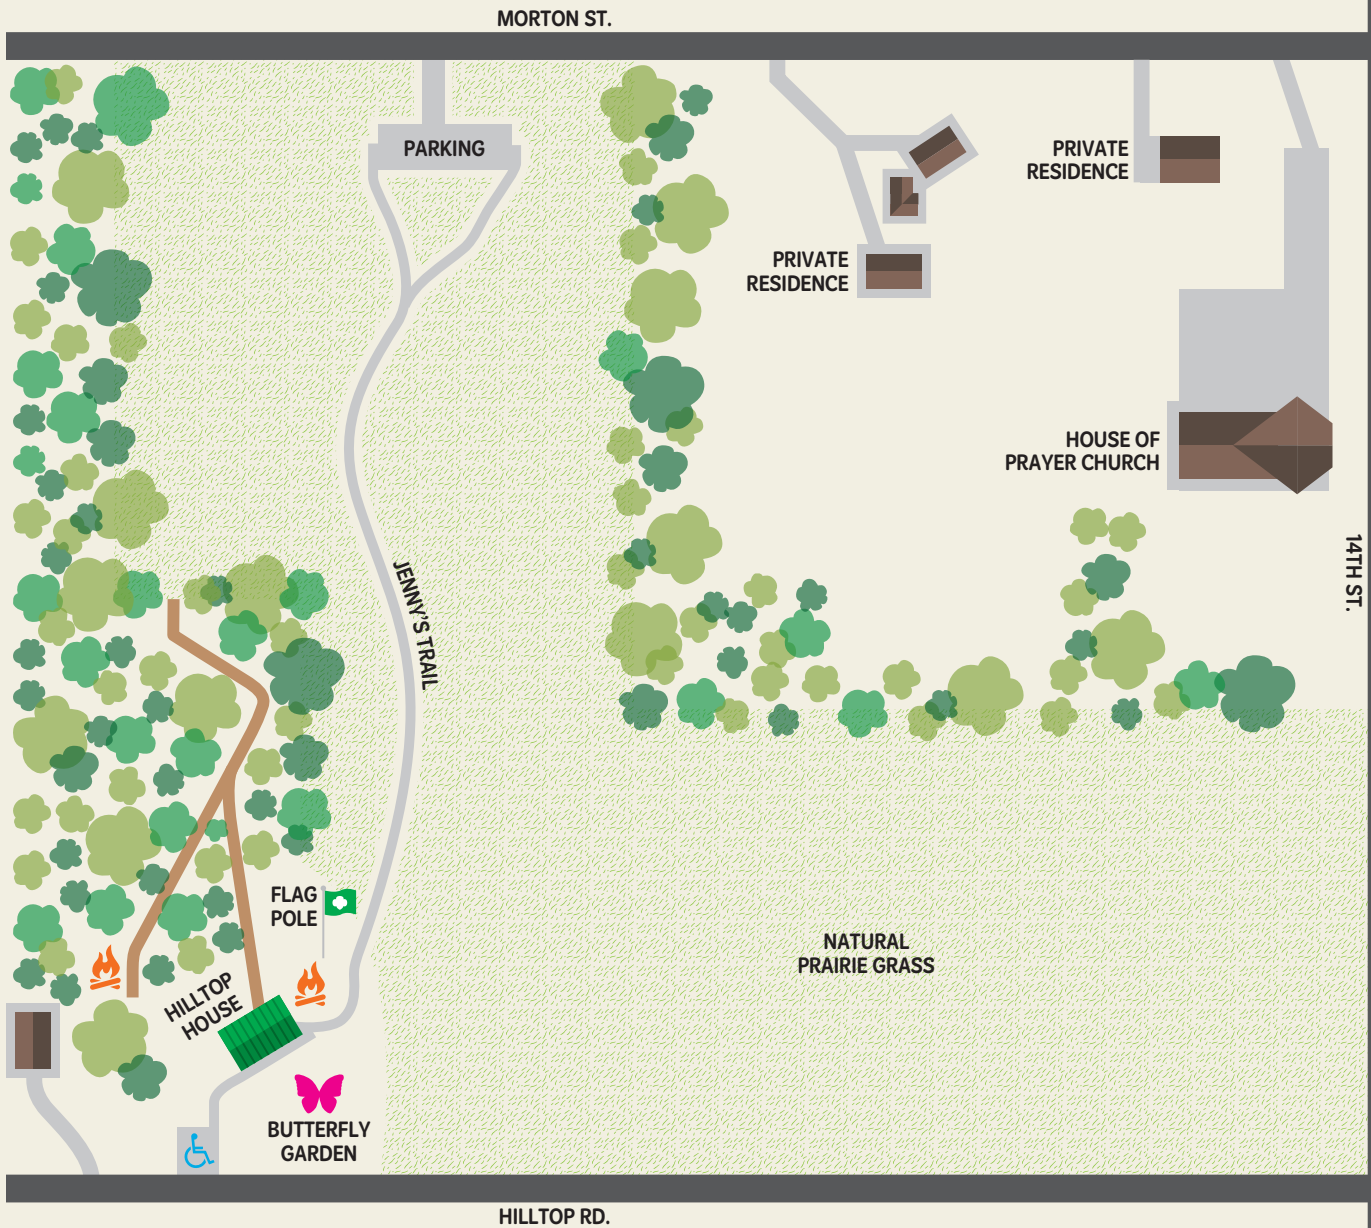 MORTON ST.
PARKING
PRIVATE
RESIDENCE
PRIVATE
RESIDENCE
HOUSE OF
PRAYER CHURCH
14TH ST.
JENNY'S TRAIL
FLAG
POLE
NATURAL
PRAIRIE GRASS
HILLTOP
HOUSE
BUTTERFLY
GARDEN
HILLTOP RD.